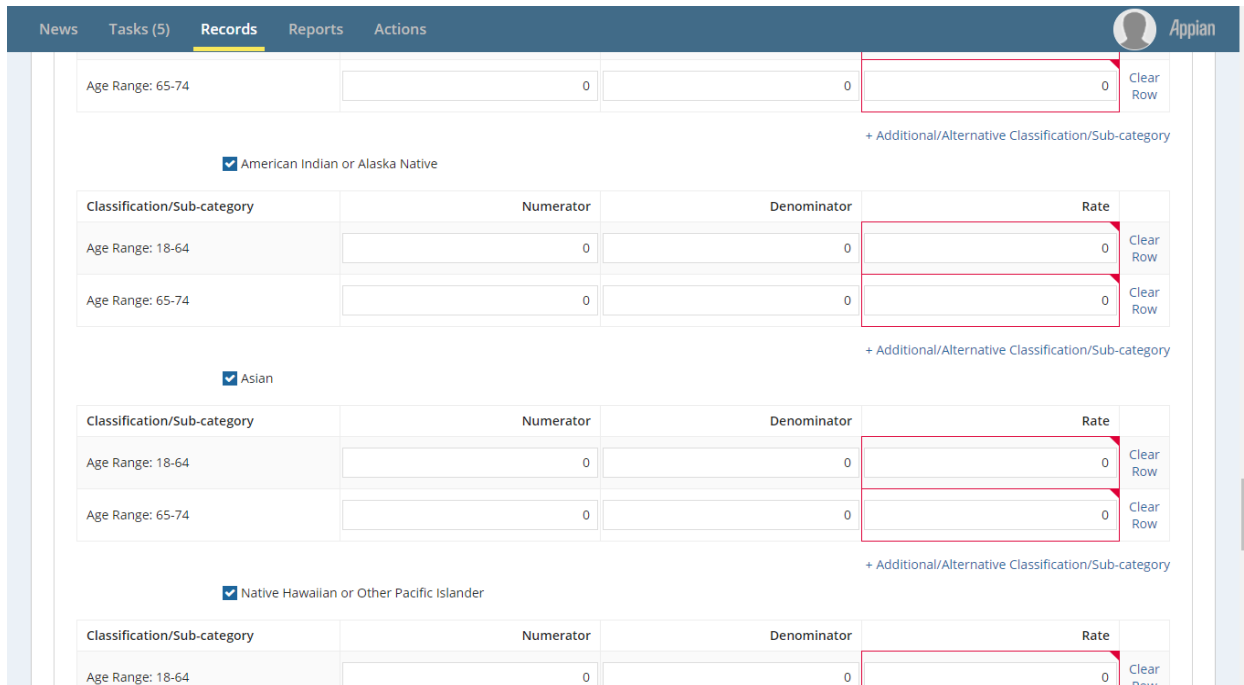 News Tasks (5) Records Reports Actions Appian
Age Range: 65-74 0 0 0 Clear Row
+ Additional/Alternative Classification/Sub-category
American Indian or Alaska Native
Classification/Sub-category Numerator Denominator Rate
Age Range: 18-64 0 0 0 Clear Row
Age Range: 65-74 0 0 0 Clear Row
+ Additional/Alternative Classification/Sub-category
Asian
Classification/Sub-category Numerator Denominator Rate
Age Range: 18-64 0 0 0 Clear Row
Age Range: 65-74 0 0 0 Clear Row
+ Additional/Alternative Classification/Sub-category
Native Hawaiian or Other Pacific Islander
Classification/Sub-category Numerator Denominator Rate
Age Range: 18-64 0 0 0 Clear Row